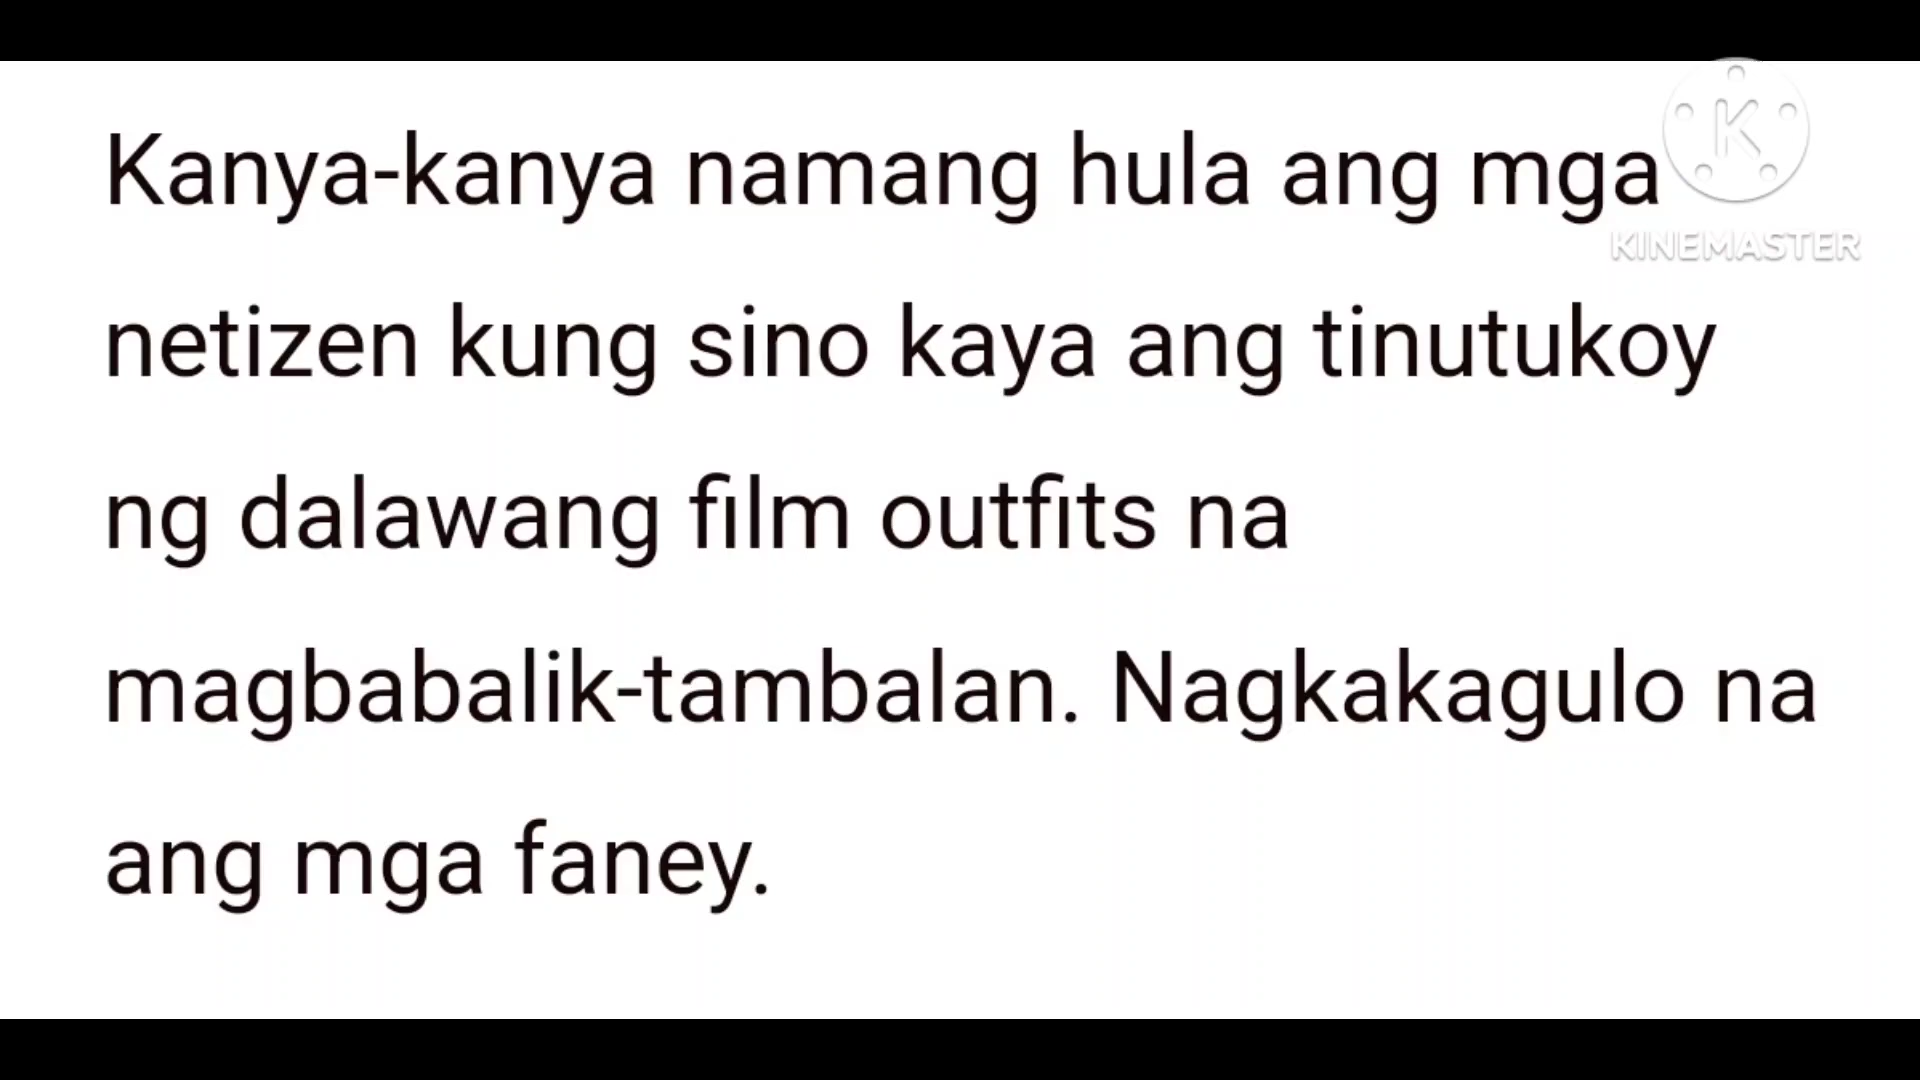 Kanya-kanya namang hula ang mga
netizen kung sino kaya ang tinutukoy
ng dalawang film outfits na
magbabalik-tambalan. Nagkakagulo na
ang mga faney.
K
KINEMASTER